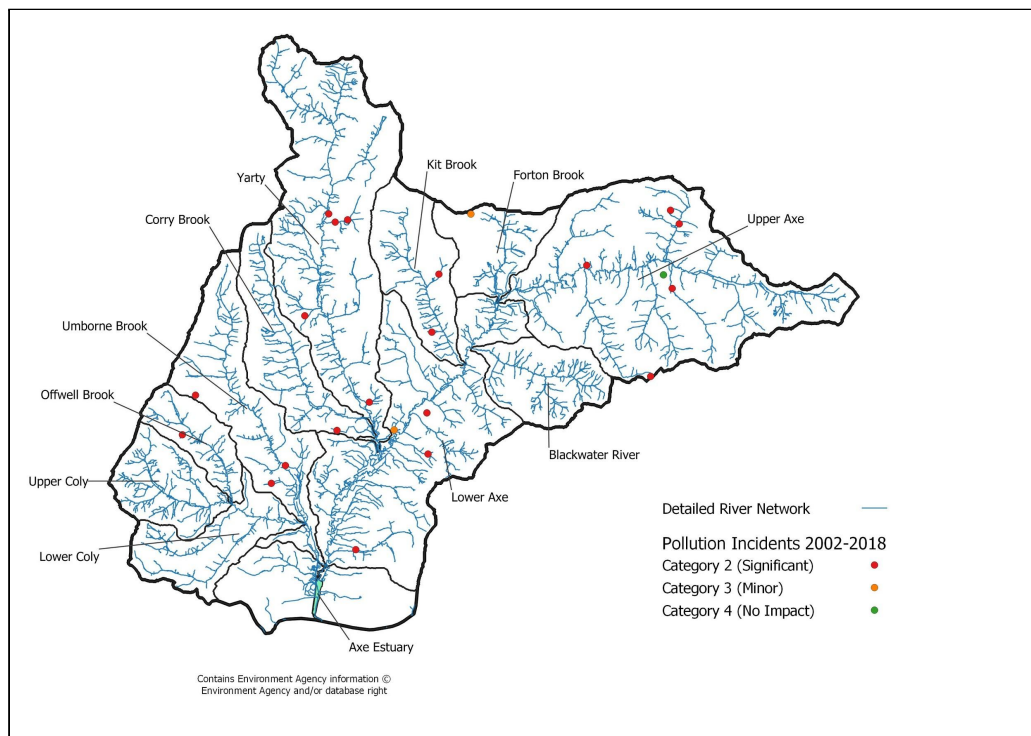 Kit Brook
Forton Brook
Yarty
Corry Brook
Upper Axe
Umborne Brook
Offwell Brook
Blackwater River
Upper Coly
Lower Axe
Lower Coly
Axe Estuary
Detailed River Network
Pollution Incidents 2002-2018
Category 2 (Significant)
Category 3 (Minor)
Category 4 (No Impact)
Contains Environment Agency information ©
Environment Agency and/or database right